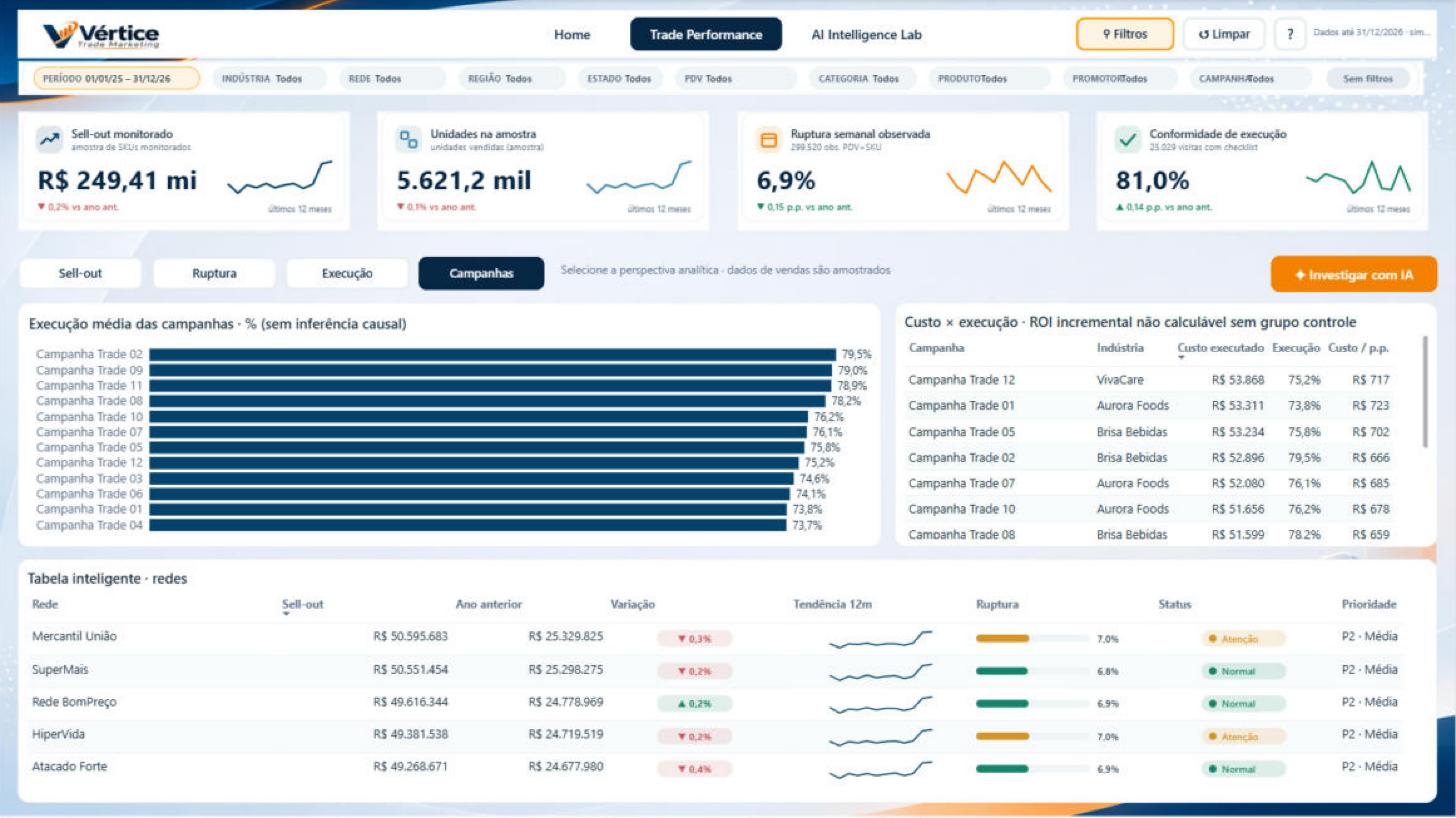 Vértice
Trade Marketing
Home
Trade Performance
AI Intelligence Lab
Filtros
Limpar
?
Dados até 31/12/2026 · sim...
PERÍODO 01/01/25 – 31/12/26
INDÚSTRIA Todos
REDE Todos
REGIÃO Todos
ESTADO Todos
PDV Todos
CATEGORIA Todos
PRODUTO Todos
PROMOTOR Todos
CAMPANHA Todos
Sem filtros
Sell-out monitorado
amostra de SKUs monitorados
R$ 249,41 mi
▼ 0,2% vs ano ant.
últimos 12 meses
Unidades na amostra
unidades vendidas (amostra)
5.621,2 mil
▼ 0,1% vs ano ant.
últimos 12 meses
Ruptura semanal observada
299.520 obs. PDV×SKU
6,9%
▼ 0,15 p.p. vs ano ant.
últimos 12 meses
Conformidade de execução
25.029 visitas com checklist
81,0%
▲ 0,14 p.p. vs ano ant.
últimos 12 meses
Sell-out
Ruptura
Execução
Campanhas
Selecione a perspectiva analítica · dados de vendas são amostrados
✦ Investigar com IA
Execução média das campanhas · % (sem inferência causal)
Campanha Trade 02 79,5%
Campanha Trade 09 79,0%
Campanha Trade 11 78,9%
Campanha Trade 08 78,2%
Campanha Trade 10 76,2%
Campanha Trade 07 76,1%
Campanha Trade 05 75,8%
Campanha Trade 12 75,2%
Campanha Trade 03 74,6%
Campanha Trade 06 74,1%
Campanha Trade 01 73,8%
Campanha Trade 04 73,7%
Custo × execução · ROI incremental não calculável sem grupo controle
Campanha Indústria Custo executado Execução Custo / p.p.
Campanha Trade 12 VivaCare R$ 53.868 75,2% R$ 717
Campanha Trade 01 Aurora Foods R$ 53.311 73,8% R$ 723
Campanha Trade 05 Brisa Bebidas R$ 53.234 75,8% R$ 702
Campanha Trade 02 Brisa Bebidas R$ 52.896 79,5% R$ 666
Campanha Trade 07 Aurora Foods R$ 52.080 76,1% R$ 685
Campanha Trade 10 Aurora Foods R$ 51.656 76,2% R$ 678
Campanha Trade 08 Brisa Bebidas R$ 51.599 78,2% R$ 659
Tabela inteligente · redes
Rede Sell-out Ano anterior Variação Tendência 12m Ruptura Status Prioridade
Mercantil União R$ 50.595.683 R$ 25.329.825 ▼ 0,3% 7,0% Atenção P2 · Média
SuperMais R$ 50.551.454 R$ 25.298.275 ▼ 0,2% 6,8% Normal P2 · Média
Rede BomPreço R$ 49.616.344 R$ 24.778.969 ▲ 0,2% 6,9% Normal P2 · Média
HiperVida R$ 49.381.538 R$ 24.719.519 ▼ 0,2% 7,0% Atenção P2 · Média
Atacado Forte R$ 49.268.671 R$ 24.677.980 ▼ 0,4% 6,9% Normal P2 · Média